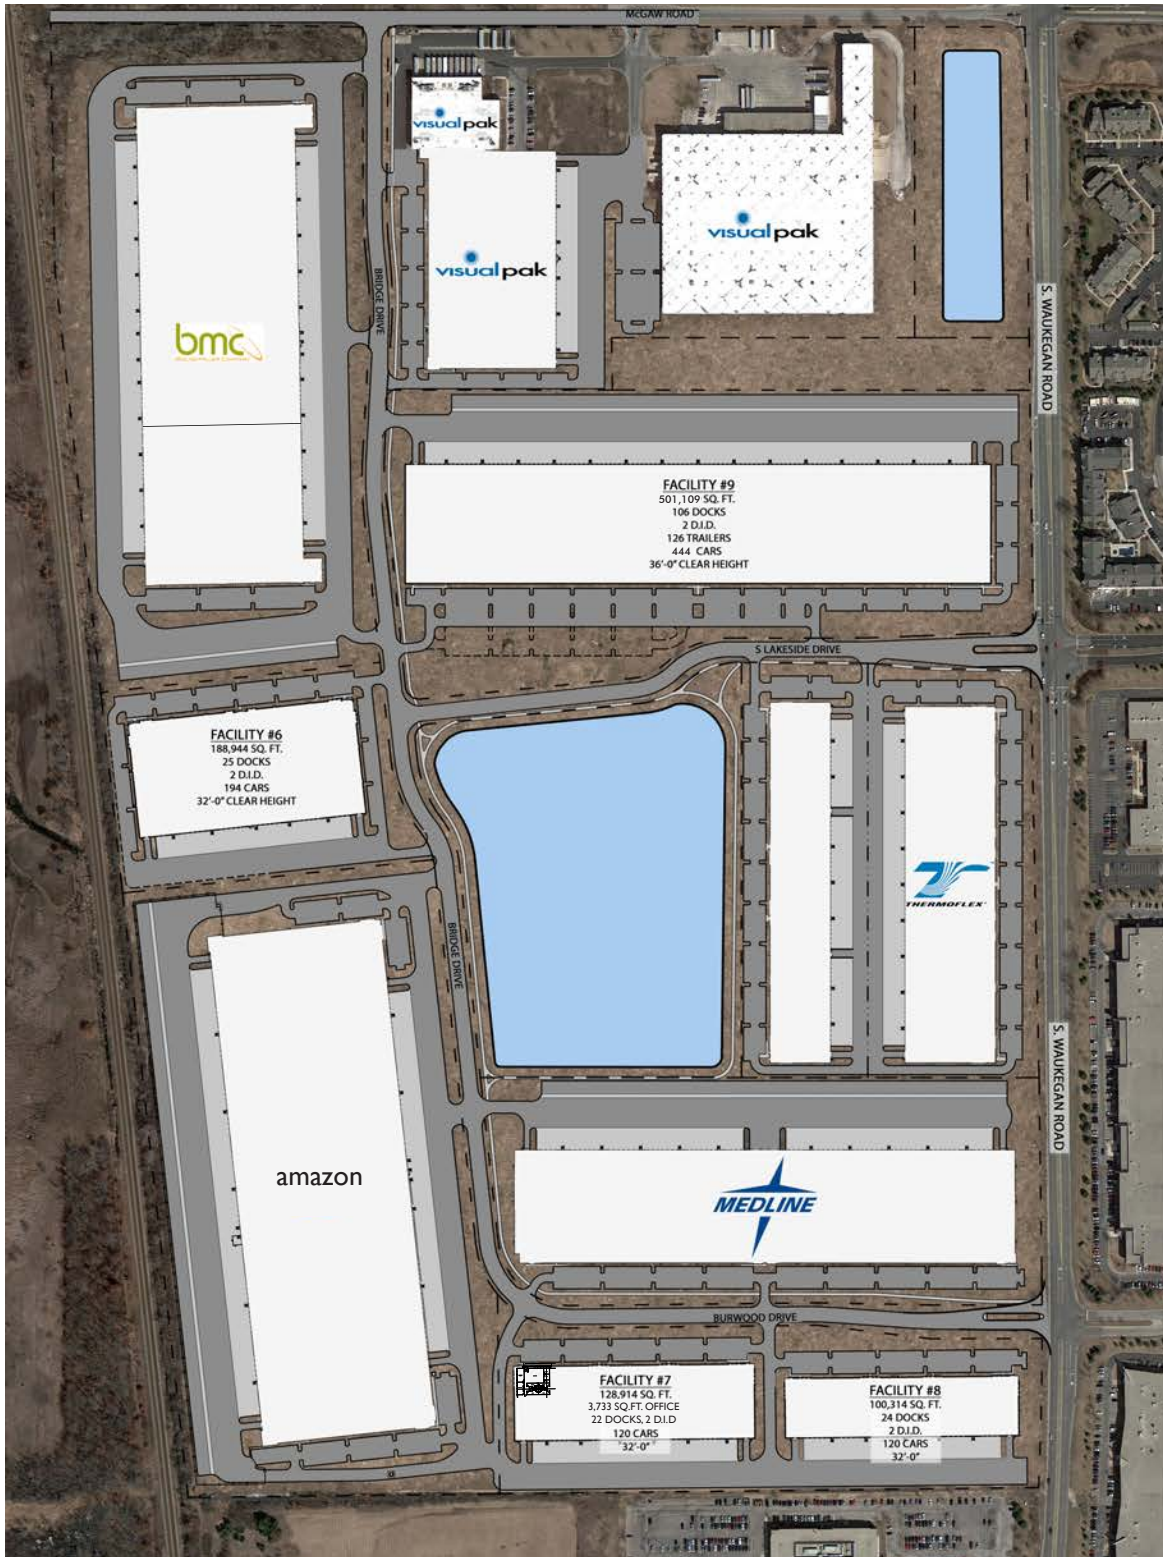 McGAW ROAD
visualpak
visualpak
visualpak
BRIDGE DRIVE
S. WAUKEGAN ROAD
bmc
FACILITY #9
501,109 SQ. FT.
106 DOCKS
2 D.I.D.
126 TRAILERS
444 CARS
36'-0" CLEAR HEIGHT
S LAKESIDE DRIVE
FACILITY #6
188,944 SQ. FT.
25 DOCKS
2 D.I.D.
194 CARS
32'-0" CLEAR HEIGHT
THERMOFLEX
BRIDGE DRIVE
S. WAUKEGAN ROAD
amazon
MEDLINE
BURWOOD DRIVE
FACILITY #7
128,914 SQ. FT.
3,733 SQ.FT. OFFICE
22 DOCKS, 2 D.I.D
120 CARS
32'-0"
FACILITY #8
100,314 SQ. FT.
24 DOCKS
2 D.I.D.
120 CARS
32'-0"